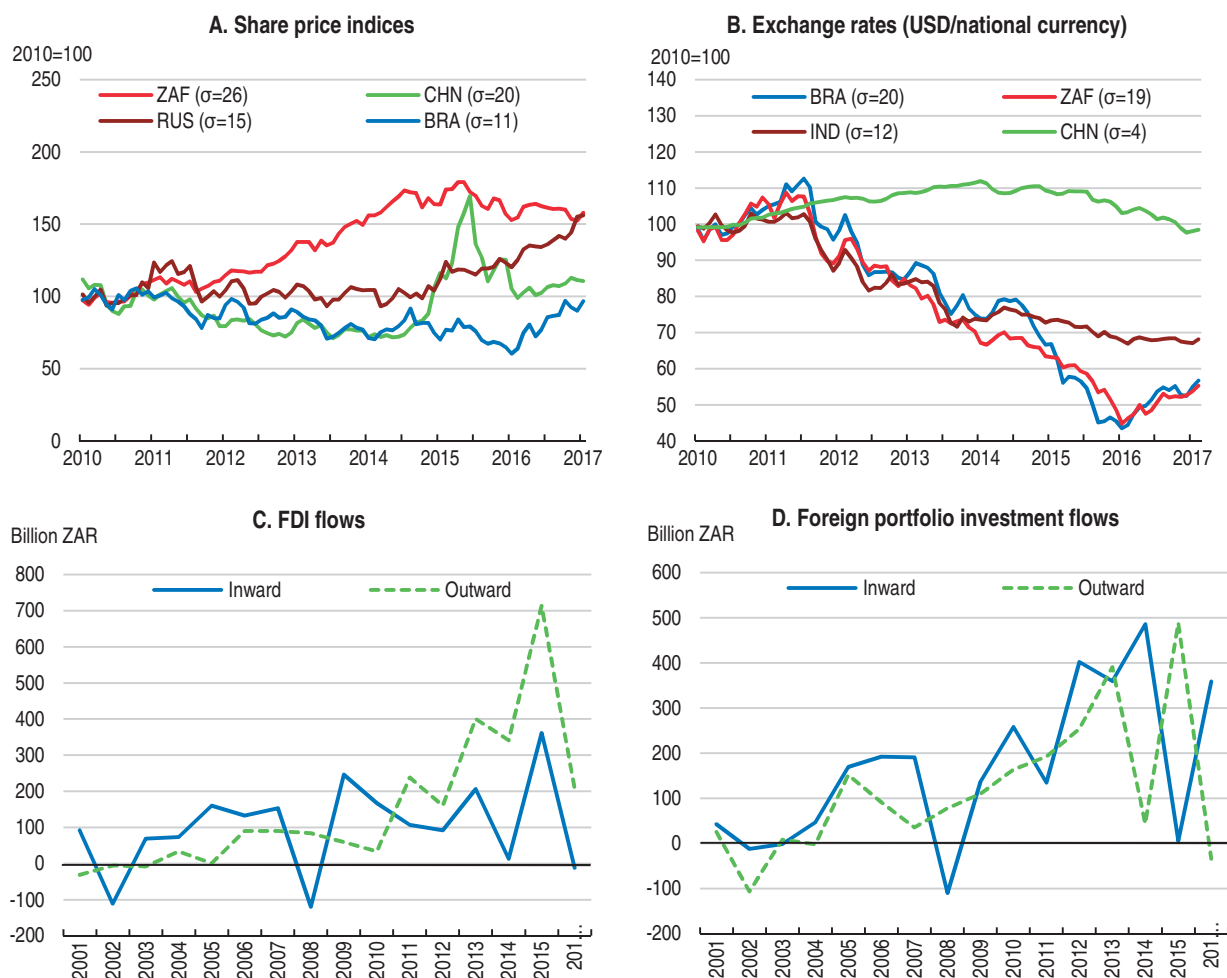 A. Share price indices
2010=100
250
200
150
100
50
0
ZAF (σ=26)
CHN (σ=20)
RUS (σ=15)
BRA (σ=11)
2010 2011 2012 2013 2014 2015 2016 2017
B. Exchange rates (USD/national currency)
2010=100
140
130
120
110
100
90
80
70
60
50
40
BRA (σ=20)
ZAF (σ=19)
IND (σ=12)
CHN (σ=4)
2010 2011 2012 2013 2014 2015 2016 2017
C. FDI flows
Billion ZAR
800
700
600
500
400
300
200
100
0
-100
-200
Inward
Outward
2001 2002 2003 2004 2005 2006 2007 2008 2009 2010 2011 2012 2013 2014 2015 201...
D. Foreign portfolio investment flows
Billion ZAR
600
500
400
300
200
100
0
-100
-200
Inward
Outward
2001 2002 2003 2004 2005 2006 2007 2008 2009 2010 2011 2012 2013 2014 2015 201...